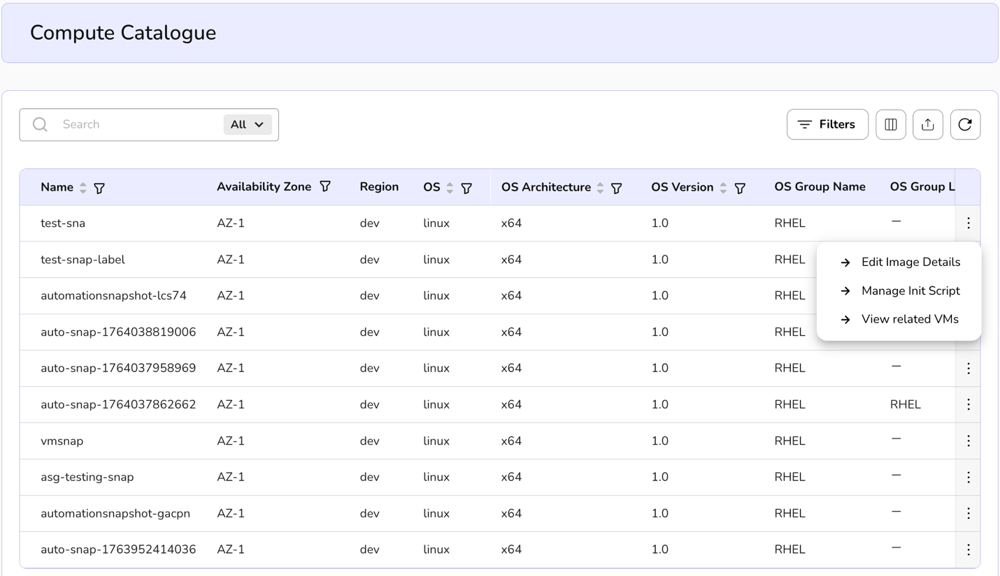 Compute Catalogue
Search All Filters
Name Availability Zone Region OS OS Architecture OS Version OS Group Name OS Group L
test-sna AZ-1 dev linux x64 1.0 RHEL —
test-snap-label AZ-1 dev linux x64 1.0 RHEL
Edit Image Details
automationsnapshot-lcs74 AZ-1 dev linux x64 1.0 RHEL
Manage Init Script
auto-snap-1764038819006 AZ-1 dev linux x64 1.0 RHEL
View related VMs
auto-snap-1764037958969 AZ-1 dev linux x64 1.0 RHEL —
auto-snap-1764037862662 AZ-1 dev linux x64 1.0 RHEL RHEL
vmsnap AZ-1 dev linux x64 1.0 RHEL —
asg-testing-snap AZ-1 dev linux x64 1.0 RHEL —
automationsnapshot-gacpn AZ-1 dev linux x64 1.0 RHEL —
auto-snap-1763952414036 AZ-1 dev linux x64 1.0 RHEL —